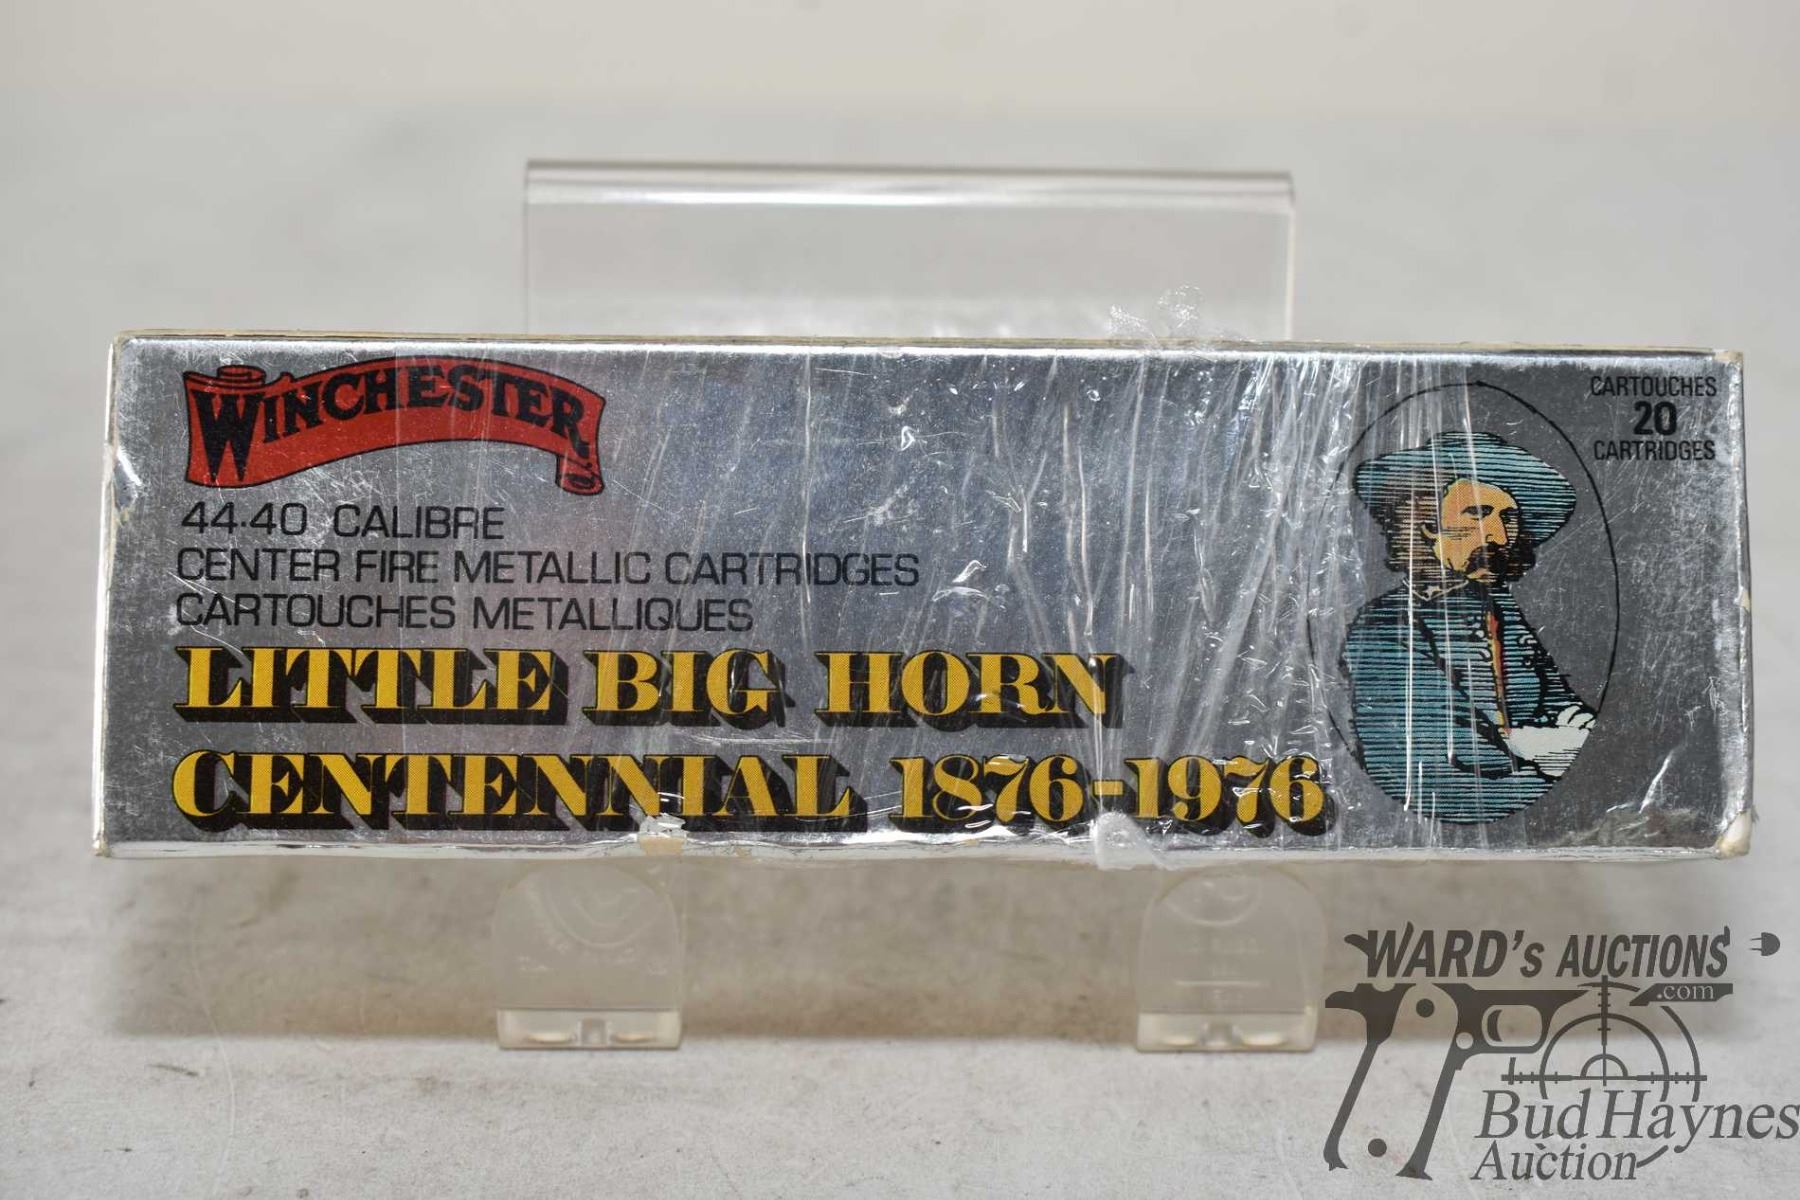 WINCHESTER
44-40 CALIBRE
CENTER FIRE METALLIC CARTRIDGES
CARTOUCHES METALLIQUES
LITTLE BIG HORN
CENTENNIAL 1876-1976
CARTOUCHES
20
CARTRIDGES
WARD's AUCTIONS
.com
Bud Haynes
Auction